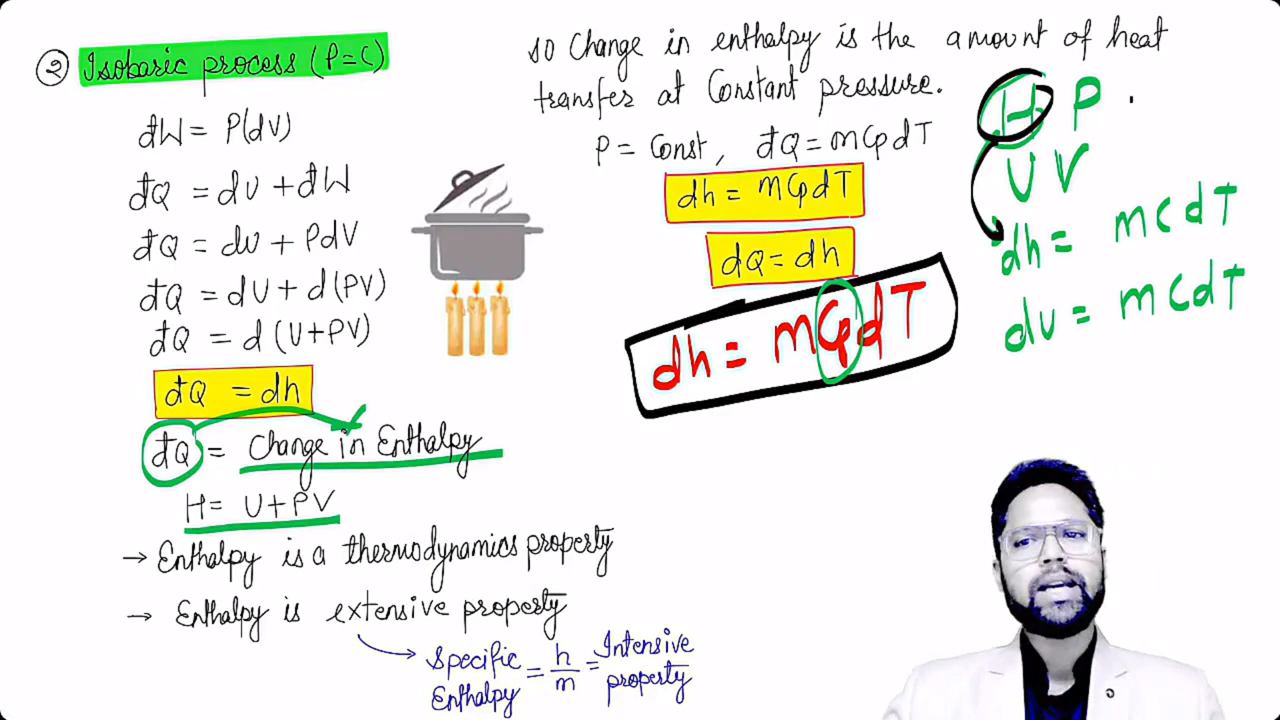 ② Isobaric process (P=C)
đW = P(dV)
đQ = dU + đW
đQ = dU + PdV
đQ = dU + d(PV)
đQ = d (U+PV)
đQ = dh
đQ = Change in Enthalpy
H = U+PV
→ Enthalpy is a thermodynamics property
→ Enthalpy is extensive property
Specific Enthalpy = h/m = Intensive property
so Change in enthalpy is the amount of heat
transfer at Constant pressure.
P = Const, đQ = mCpdT
dh = mCpdT
dQ = dh
dh = mCpdT
H P
U V
dh = mcdT
dU = mcdT